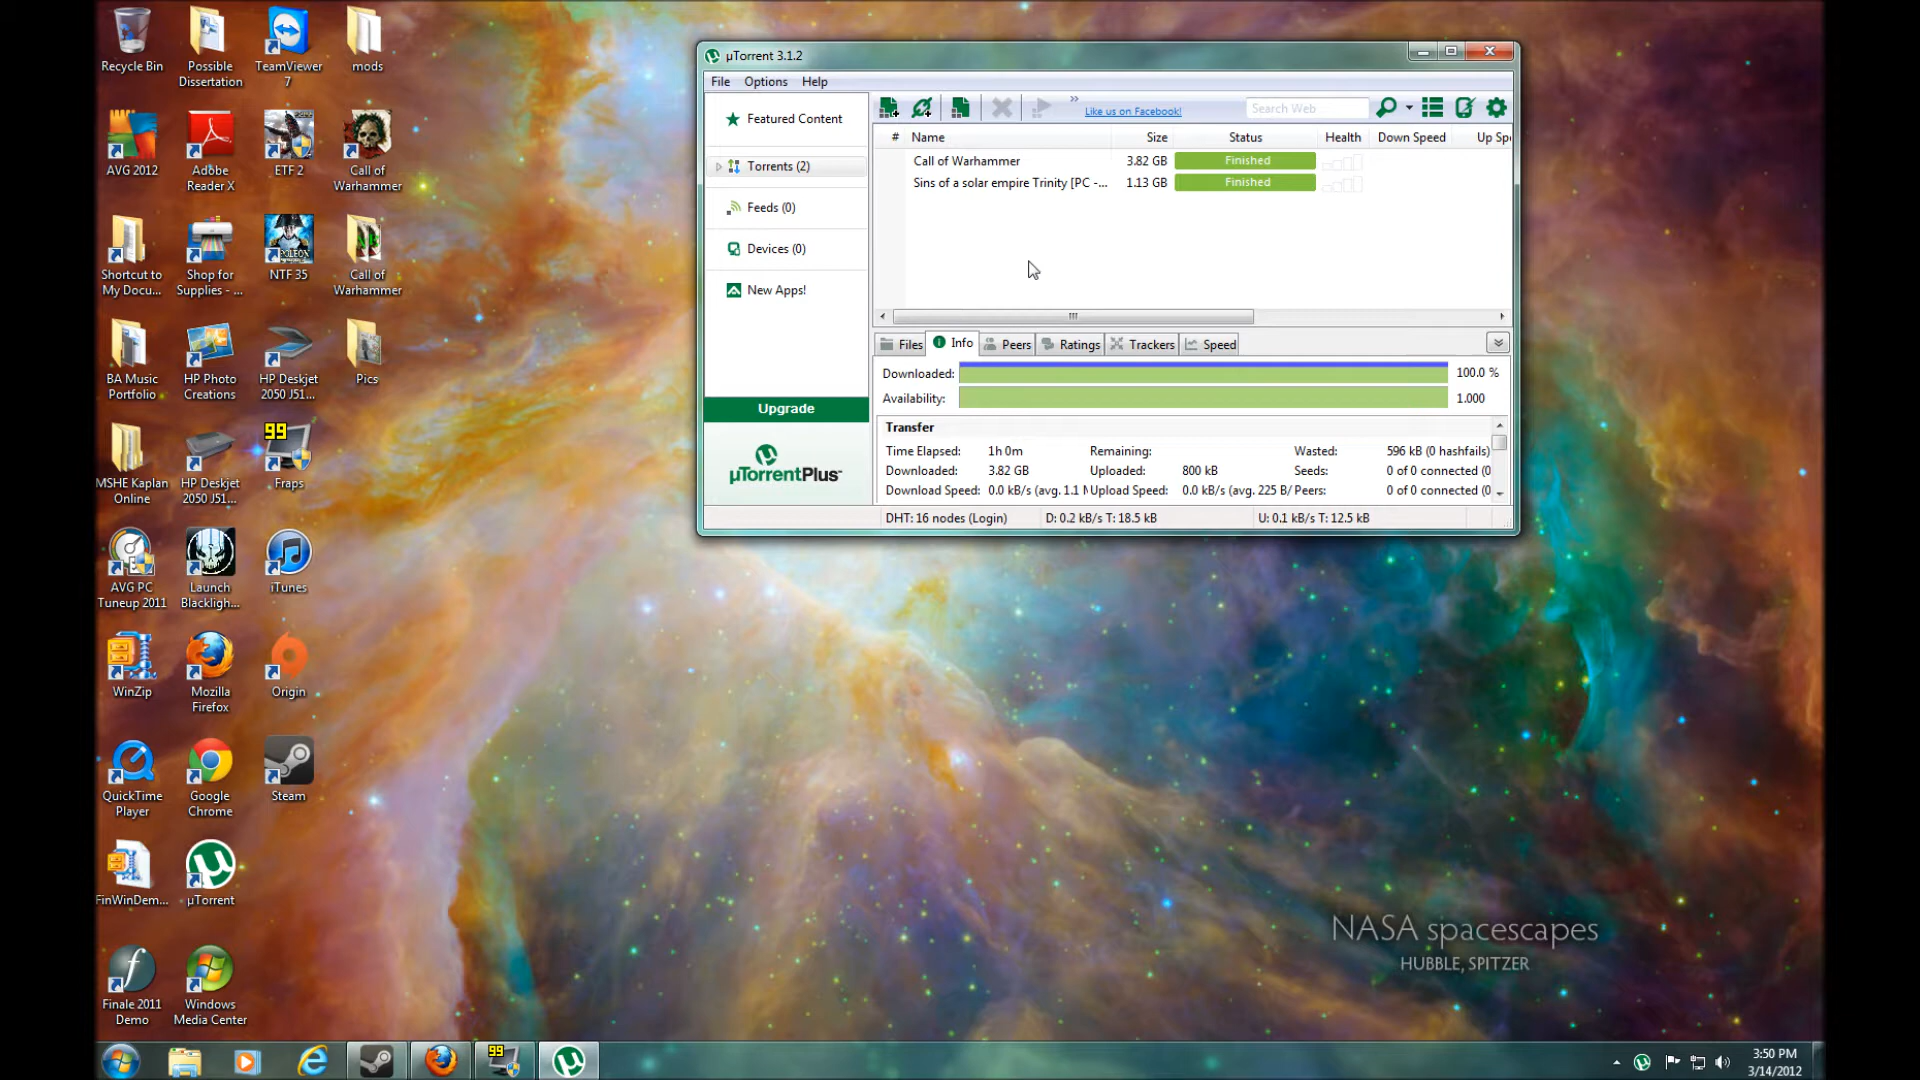 Recycle Bin
Possible
Dissertation
TeamViewer
7
mods
AVG 2012
Adobe
Reader X
ETF 2
Call of
Warhammer
Shortcut to
My Docu...
Shop for
Supplies - ...
NTF 35
Call of
Warhammer
BA Music
Portfolio
HP Photo
Creations
HP Deskjet
2050 J51...
Pics
MSHE Kaplan
Online
HP Deskjet
2050 J51...
99
Fraps
AVG PC
Tuneup 2011
Launch
Blackligh...
iTunes
WinZip
Mozilla
Firefox
Origin
QuickTime
Player
Google
Chrome
Steam
FinWinDem...
µTorrent
Finale 2011
Demo
Windows
Media Center
µTorrent 3.1.2
File Options Help
Featured Content
Torrents (2)
Feeds (0)
Devices (0)
New Apps!
Upgrade
µTorrentPlus
Like us on Facebook!
Search Web
# Name Size Status Health Down Speed Up Sp
Call of Warhammer 3.82 GB Finished
Sins of a solar empire Trinity [PC -... 1.13 GB Finished
Files Info Peers Ratings Trackers Speed
Downloaded: 100.0 %
Availability: 1.000
Transfer
Time Elapsed: 1h 0m Remaining: Wasted: 596 kB (0 hashfails)
Downloaded: 3.82 GB Uploaded: 800 kB Seeds: 0 of 0 connected (0
Download Speed: 0.0 kB/s (avg. 1.1 M Upload Speed: 0.0 kB/s (avg. 225 B/ Peers: 0 of 0 connected (0
DHT: 16 nodes (Login) D: 0.2 kB/s T: 18.5 kB U: 0.1 kB/s T: 12.5 kB
NASA spacescapes
HUBBLE, SPITZER
99
3:50 PM
3/14/2012